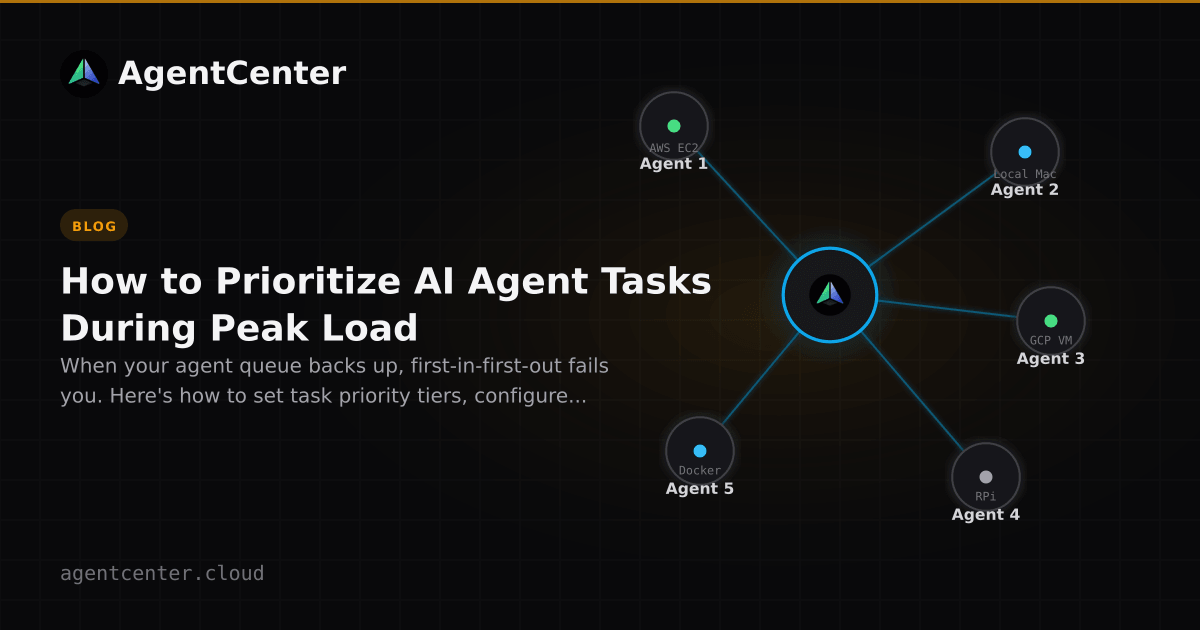 AgentCenter
BLOG
How to Prioritize AI Agent Tasks
During Peak Load
When your agent queue backs up, first-in-first-out fails
you. Here's how to set task priority tiers, configure...
agentcenter.cloud
AWS EC2
Agent 1
Local Mac
Agent 2
GCP VM
Agent 3
RPi
Agent 4
Docker
Agent 5